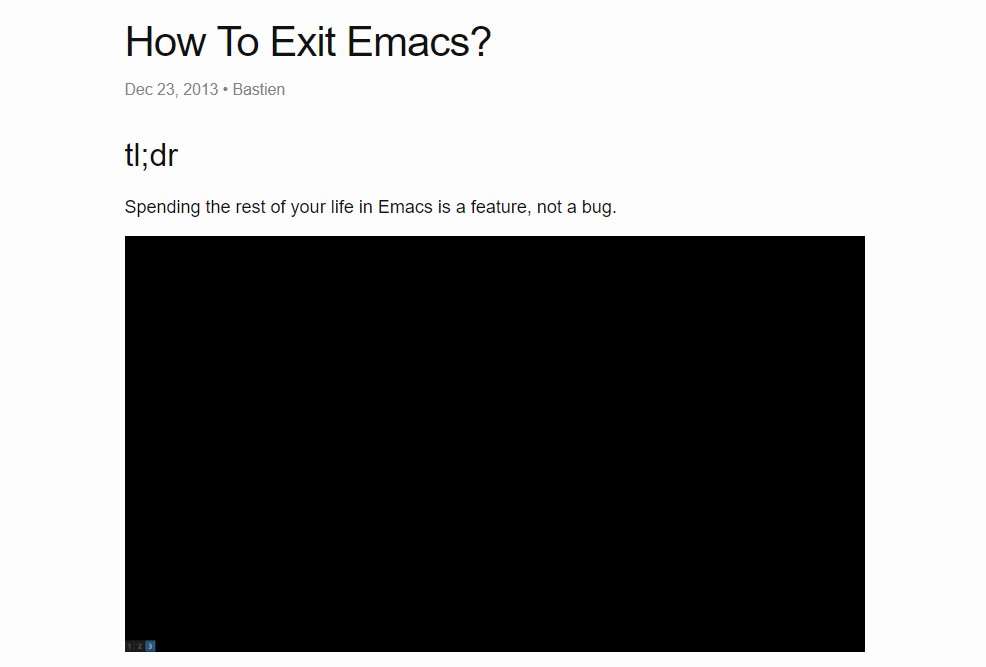 How To Exit Emacs?
Dec 23, 2013 • Bastien
tl;dr
Spending the rest of your life in Emacs is a feature, not a bug.
1 2 3